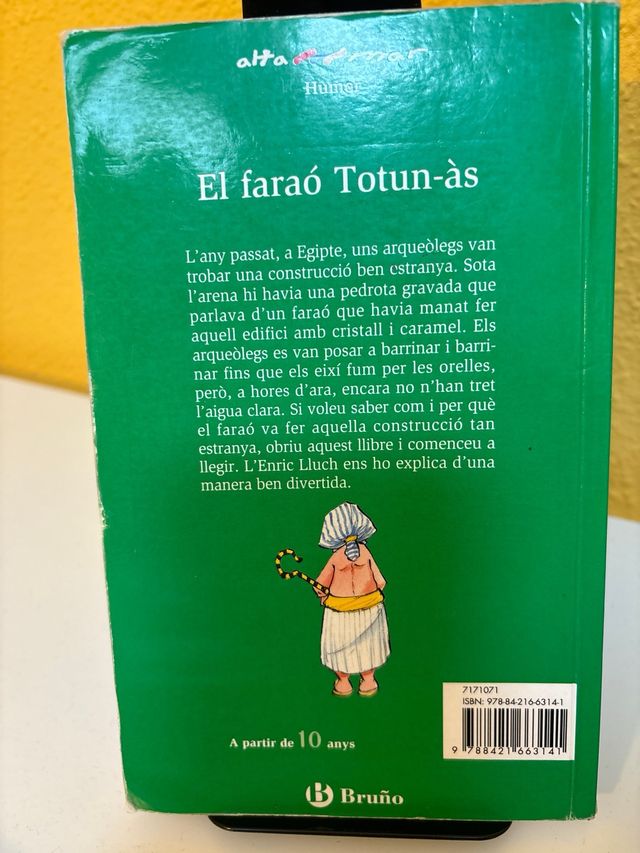 altamar
Humor
El faraó Totun-às
L'any passat, a Egipte, uns arqueòlegs van
trobar una construcció ben estranya. Sota
l'arena hi havia una pedrota gravada que
parlava d'un faraó que havia manat fer
aquell edifici amb cristall i caramel. Els
arqueòlegs es van posar a barrinar i barri-
nar fins que els eixí fum per les orelles,
però, a hores d'ara, encara no n'han tret
l'aigua clara. Si voleu saber com i per què
el faraó va fer aquella construcció tan
estranya, obriu aquest llibre i comenceu a
llegir. L'Enric Lluch ens ho explica d'una
manera ben divertida.
7171071
ISBN: 978-84-216-6314-1
9 788421 663141
A partir de 10 anys
B Bruño